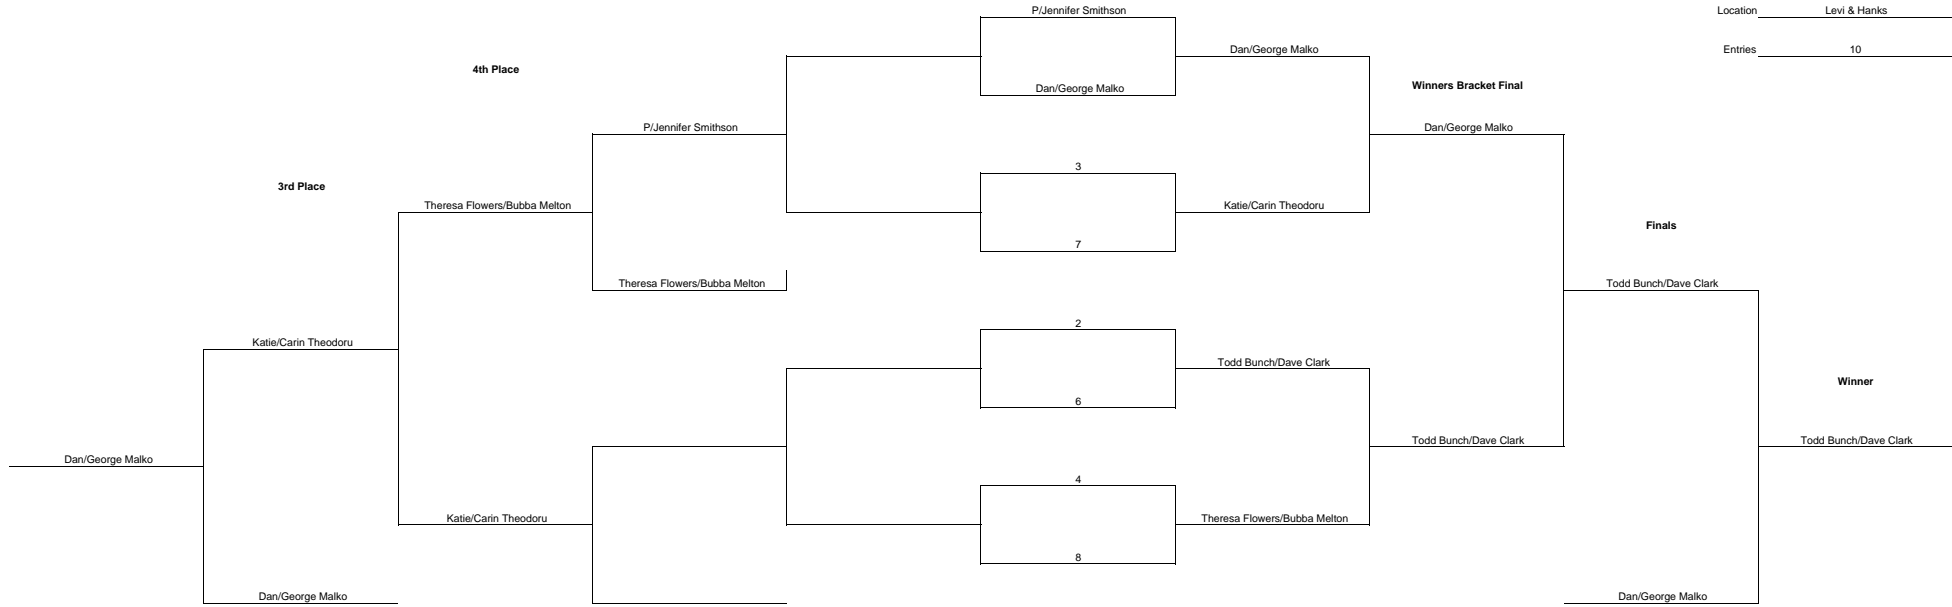 P/Jennifer Smithson
Location Levi & Hanks
Dan/George Malko
Entries 10
4th Place
Dan/George Malko
Winners Bracket Final
P/Jennifer Smithson
Dan/George Malko
3
3rd Place
Theresa Flowers/Bubba Melton
Katie/Carin Theodoru
Finals
7
Theresa Flowers/Bubba Melton
Todd Bunch/Dave Clark
2
Katie/Carin Theodoru
Todd Bunch/Dave Clark
Winner
6
Todd Bunch/Dave Clark
Todd Bunch/Dave Clark
Dan/George Malko
4
Katie/Carin Theodoru
Theresa Flowers/Bubba Melton
8
Dan/George Malko
Dan/George Malko